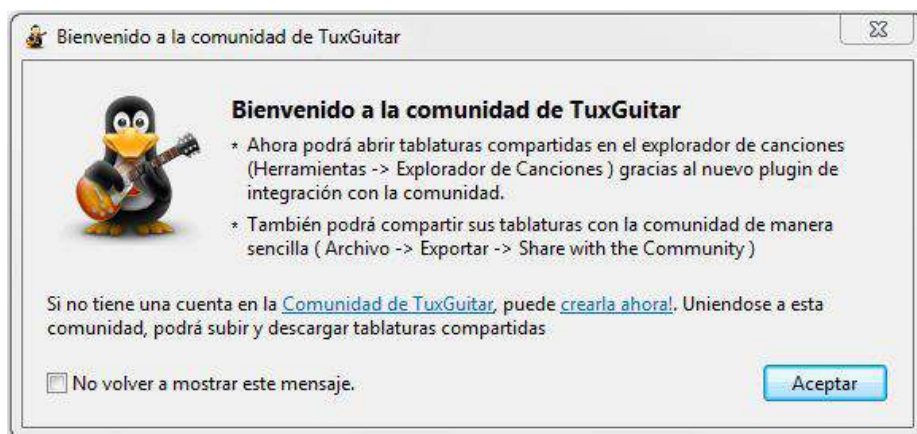 Bienvenido a la comunidad de TuxGuitar
Bienvenido a la comunidad de TuxGuitar
* Ahora podrá abrir tablaturas compartidas en el explorador de canciones
(Herramientas -> Explorador de Canciones ) gracias al nuevo plugin de
integración con la comunidad.
* También podrá compartir sus tablaturas con la comunidad de manera
sencilla ( Archivo -> Exportar -> Share with the Community )
Si no tiene una cuenta en la Comunidad de TuxGuitar, puede crearla ahora!. Uniendose a esta
comunidad, podrá subir y descargar tablaturas compartidas
No volver a mostrar este mensaje.
Aceptar